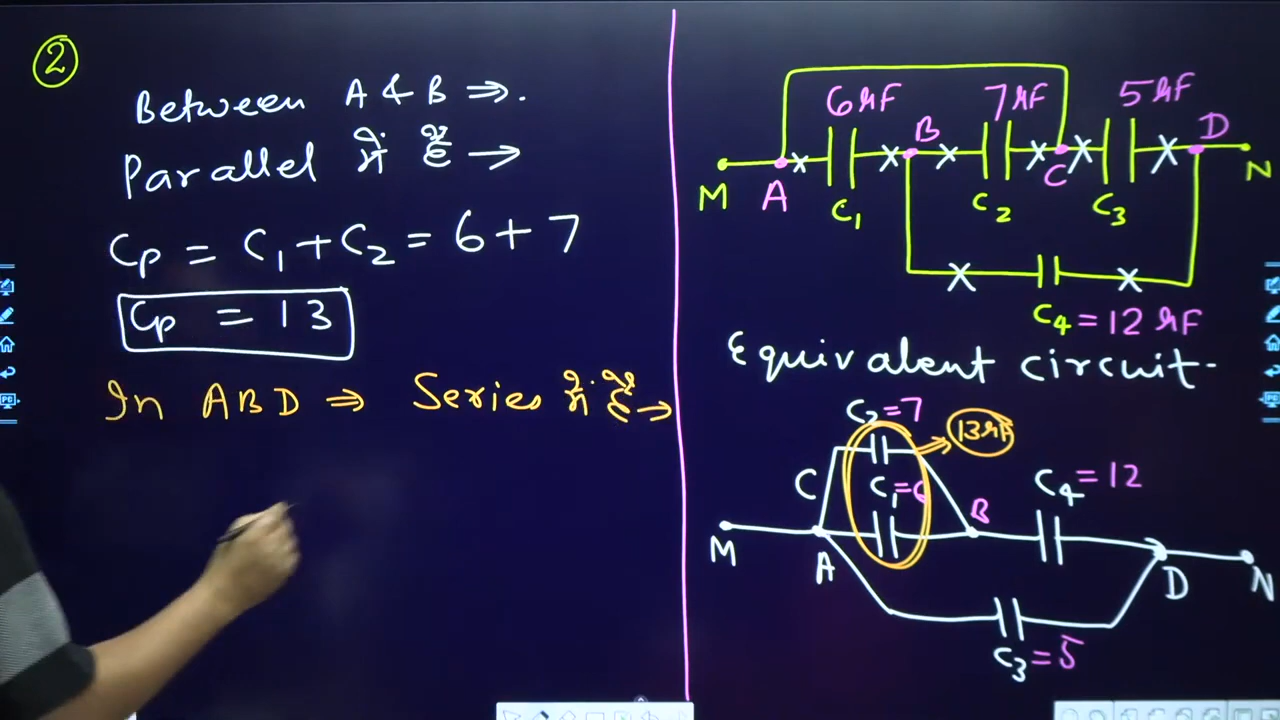 2
Between A & B ⇒.
Parallel में है →
Cp = C₁ + C₂ = 6 + 7
Cp = 13
In ABD ⇒ Series में है →
6μF 7μF 5μF
M A B C D N
C₁ C₂ C₃
C₄ = 12 μF
Equivalent circuit-
C₂=7 ⇒ 13μF
C C₁=6 B C₄=12
M A D N
C₃=5
PC